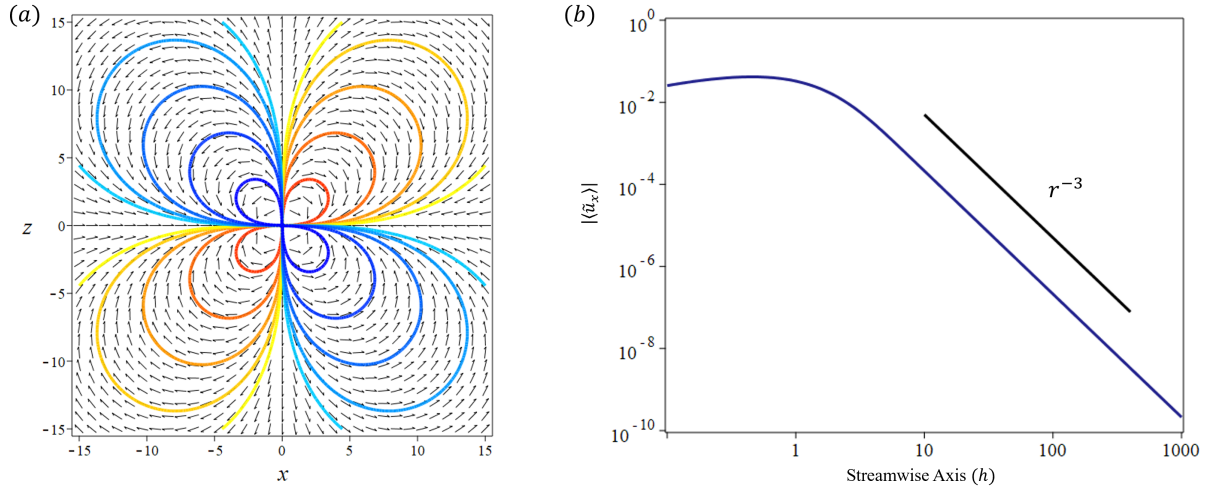 (a)
15
10
5
z
0
−5
−10
−15
−15 −10 −5 0 5 10 15
x
(b)
10^0
10^−2
10^−4
10^−6
10^−8
10^−10
|⟨ũ_x⟩|
r^−3
1 10 100 1000
Streamwise Axis (h)